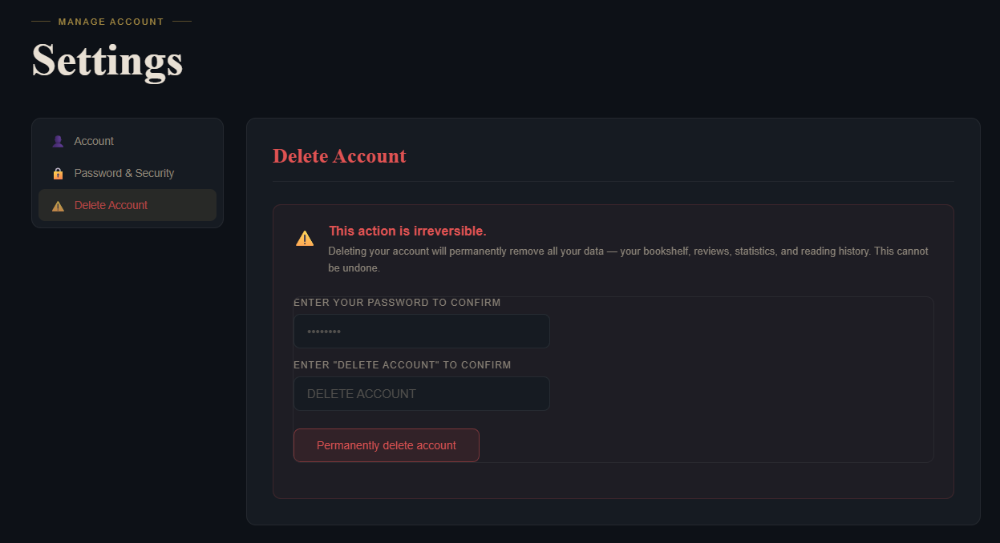 MANAGE ACCOUNT
Settings
Account
Password & Security
Delete Account
Delete Account
This action is irreversible.
Deleting your account will permanently remove all your data — your bookshelf, reviews, statistics, and reading history. This cannot
be undone.
ENTER YOUR PASSWORD TO CONFIRM
••••••••
ENTER "DELETE ACCOUNT" TO CONFIRM
DELETE ACCOUNT
Permanently delete account